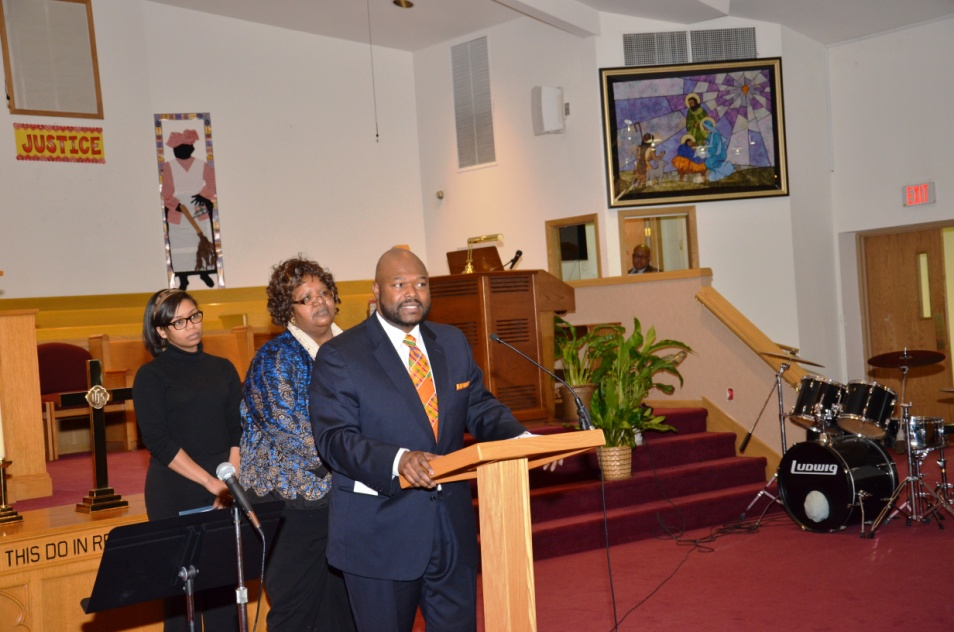 JUSTICE
EXIT
Ludwig
THIS DO IN RE